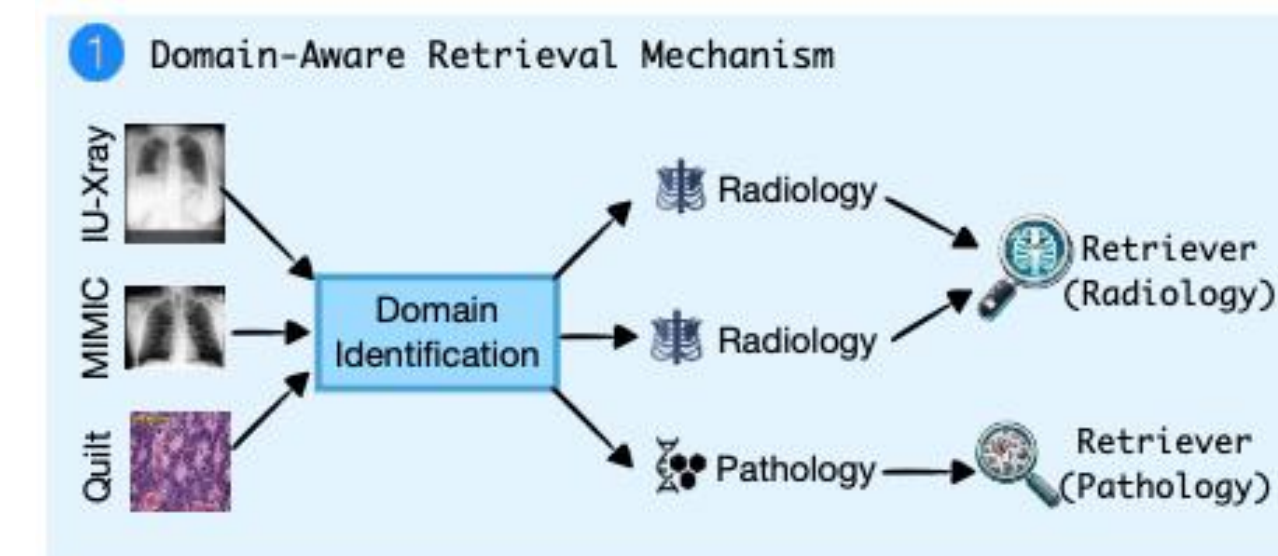 1 Domain-Aware Retrieval Mechanism
IU-Xray
MIMIC
Quilt
Domain
Identification
Radiology
Radiology
Pathology
Retriever
(Radiology)
Retriever
(Pathology)